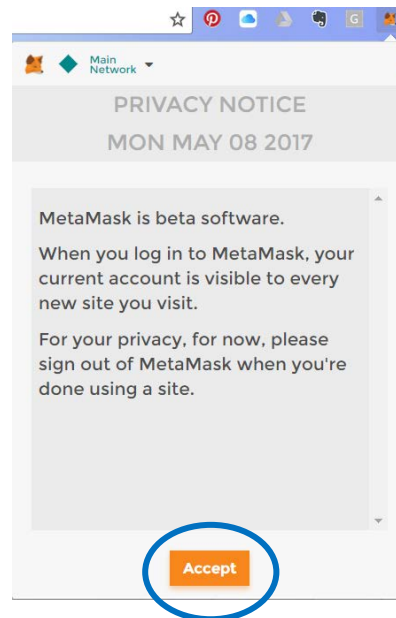 G
Main
Network
PRIVACY NOTICE
MON MAY 08 2017
MetaMask is beta software.
When you log in to MetaMask, your
current account is visible to every
new site you visit.
For your privacy, for now, please
sign out of MetaMask when you're
done using a site.
Accept